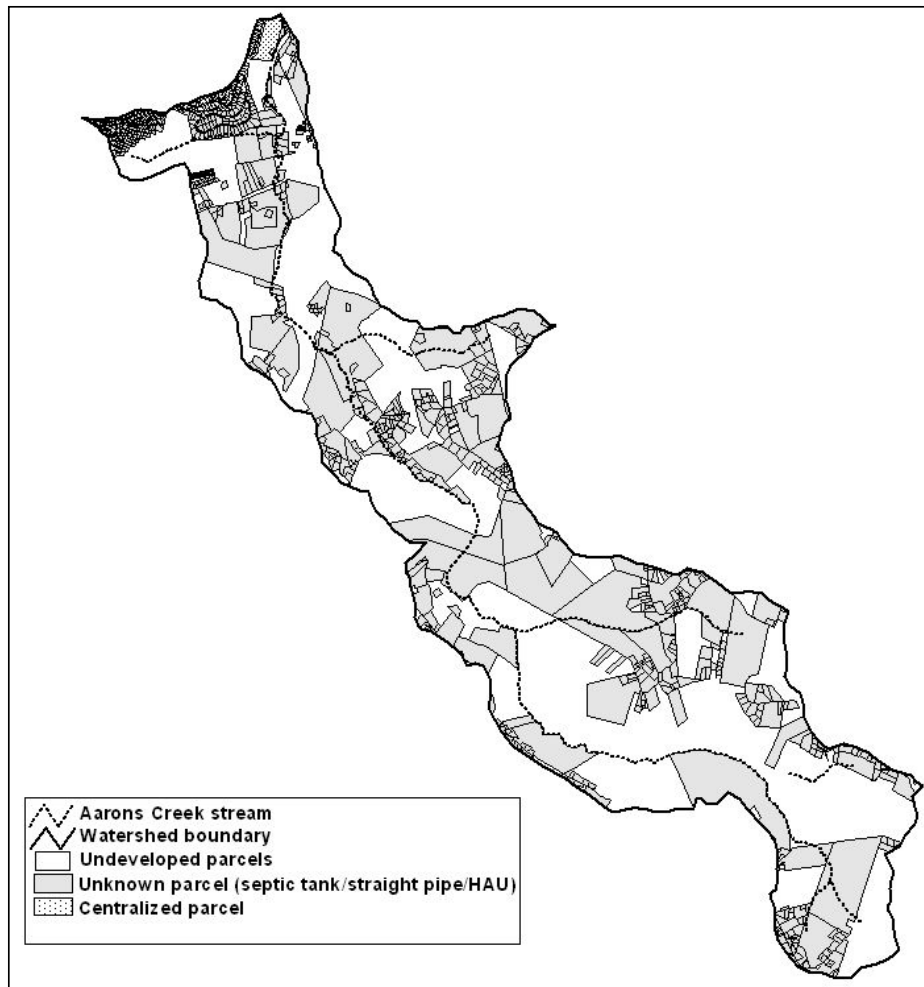 Aarons Creek stream
Watershed boundary
Undeveloped parcels
Unknown parcel (septic tank/straight pipe/HAU)
Centralized parcel